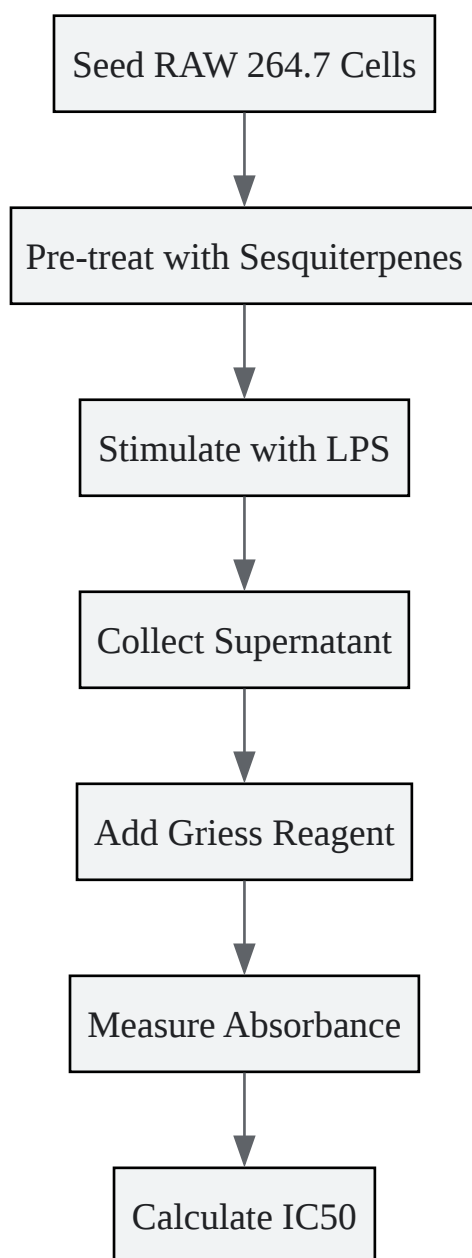 Seed RAW 264.7 Cells
Pre-treat with Sesquiterpenes
Stimulate with LPS
Collect Supernatant
Add Griess Reagent
Measure Absorbance
Calculate IC50